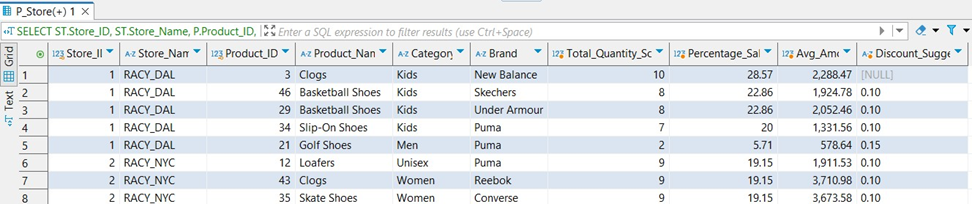 P_Store(+) 1
SELECT ST.Store_ID, ST.Store_Name, P.Product_ID, Enter a SQL expression to filter results (use Ctrl+Space)
Grid
Text
123 Store_II A-Z Store_Nam 123 Product_ID A-Z Product_Nan A-Z Category A-Z Brand 123 Total_Quantity_Sc 123 Percentage_Sal 123 Avg_Amc A-Z Discount_Sugge
1 1 RACY_DAL 3 Clogs Kids New Balance 10 28.57 2,288.47 [NULL]
2 1 RACY_DAL 46 Basketball Shoes Kids Skechers 8 22.86 1,924.78 0.10
3 1 RACY_DAL 29 Basketball Shoes Kids Under Armour 8 22.86 2,052.46 0.10
4 1 RACY_DAL 34 Slip-On Shoes Kids Puma 7 20 1,331.56 0.10
5 1 RACY_DAL 21 Golf Shoes Men Puma 2 5.71 578.64 0.15
6 2 RACY_NYC 12 Loafers Unisex Puma 9 19.15 1,911.53 0.10
7 2 RACY_NYC 43 Clogs Women Reebok 9 19.15 3,710.98 0.10
8 2 RACY_NYC 35 Skate Shoes Women Converse 9 19.15 3,673.58 0.10